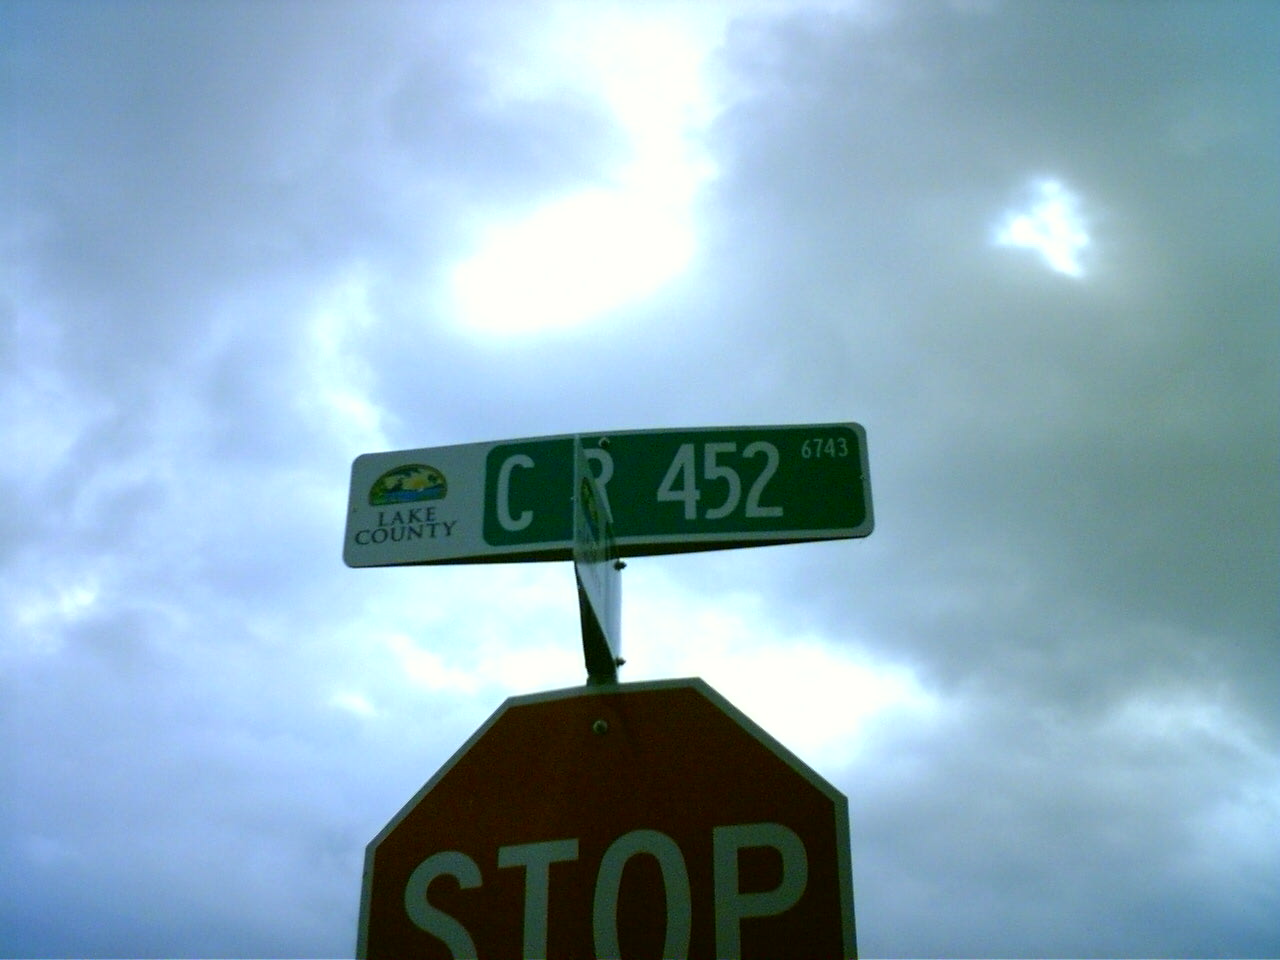 LAKE
COUNTY
C R 452 6743
STOP